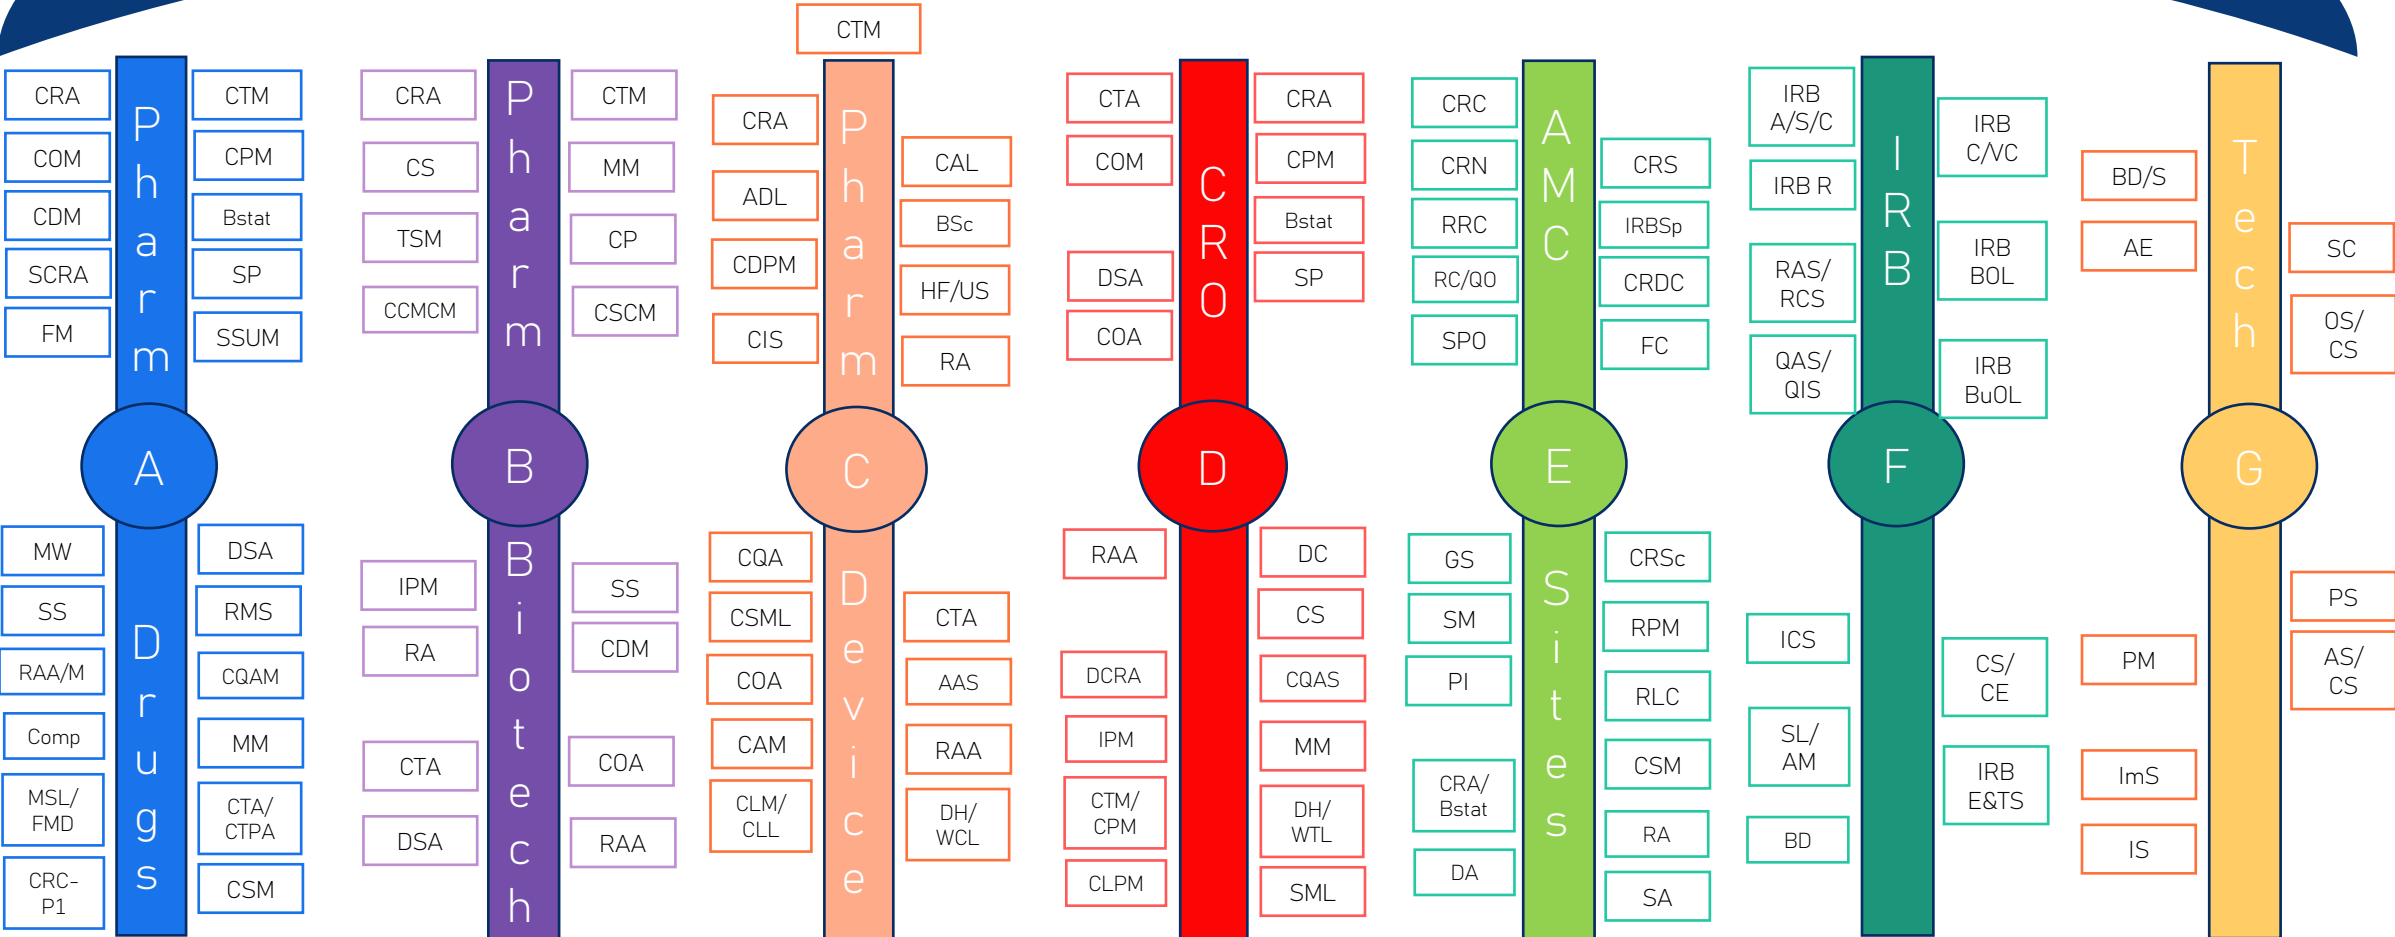 CTM
CRA
COM
CDM
SCRA
FM
Pharm
CTM
CPM
Bstat
SP
SSUM
A
MW
SS
RAA/M
Comp
MSL/
FMD
CRC-
P1
Drugs
DSA
RMS
CQAM
MM
CTA/
CTPA
CSM
CRA
CS
TSM
CCMCM
Pharm
CTM
MM
CP
CSCM
B
IPM
RA
CTA
DSA
Biotech
SS
CDM
COA
RAA
CRA
ADL
CDPM
CIS
Pharm
CAL
BSc
HF/US
RA
C
CQA
CSML
COA
CAM
CLM/
CLL
Device
CTA
AAS
RAA
DH/
WCL
CTA
COM
DSA
COA
CRO
CRA
CPM
Bstat
SP
D
RAA
DCRA
IPM
CTM/
CPM
CLPM
DC
CS
CQAS
MM
DH/
WTL
SML
CRC
CRN
RRC
RC/QO
SPO
AMC
CRS
IRBSp
CRDC
FC
E
GS
SM
PI
CRA/
Bstat
DA
Sites
CRSc
RPM
RLC
CSM
RA
SA
IRB
A/S/C
IRB R
RAS/
RCS
QAS/
QIS
IRB
IRB
C/VC
IRB
BOL
IRB
BuOL
F
ICS
SL/
AM
BD
CS/
CE
IRB
E&TS
BD/S
AE
Tech
SC
OS/
CS
G
PM
ImS
IS
PS
AS/
CS